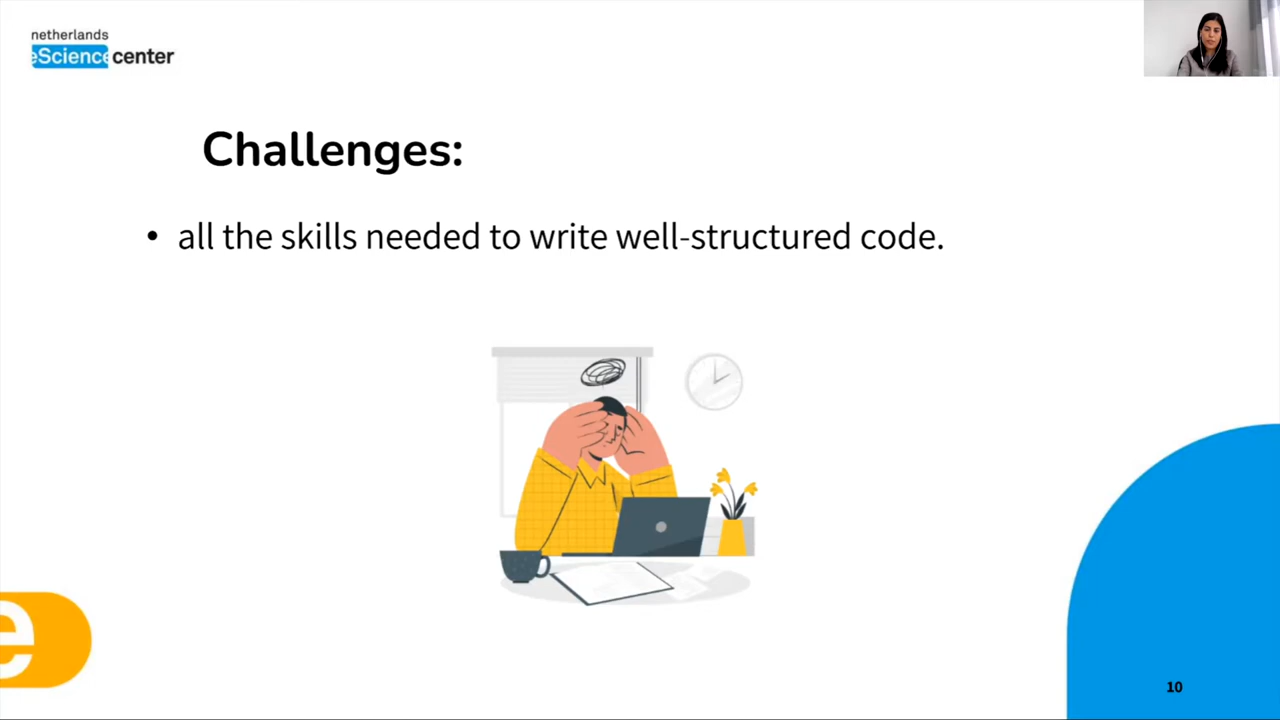 netherlands
eScience center
Challenges:
• all the skills needed to write well-structured code.
e
10